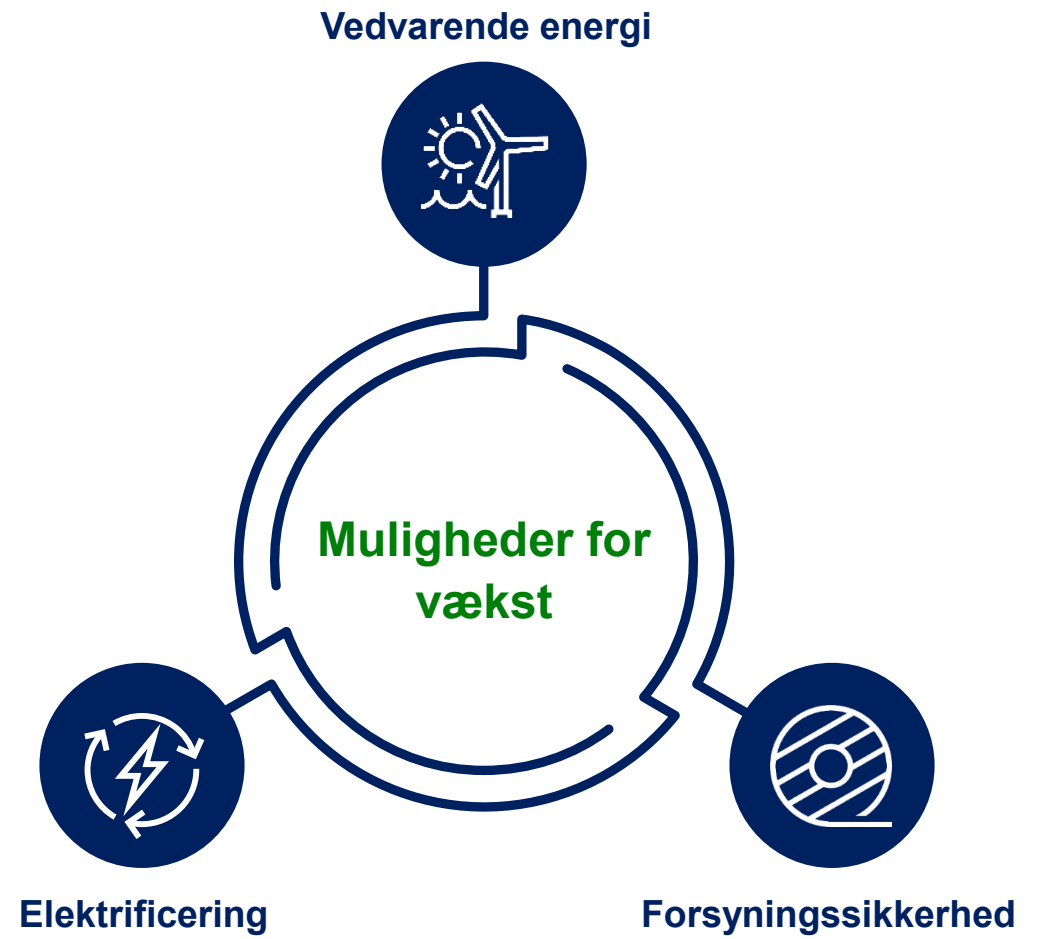 Vedvarende energi
Muligheder for
vækst
Elektrificering
Forsyningssikkerhed